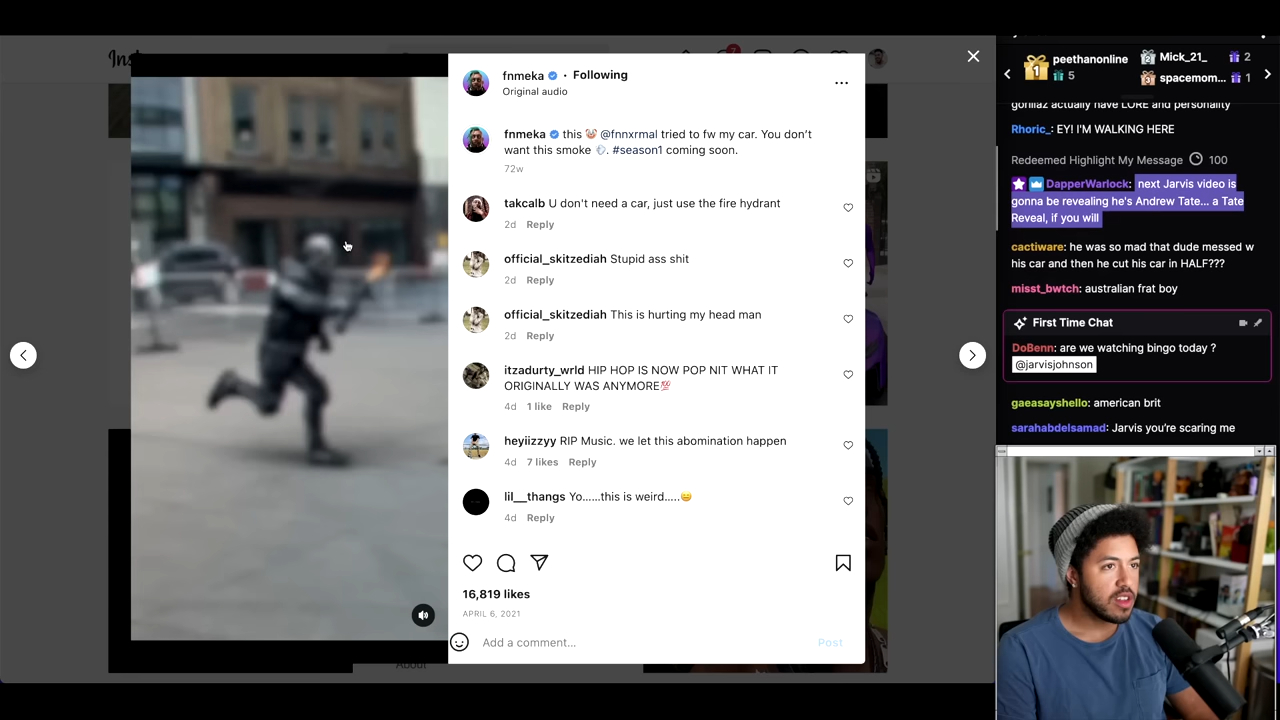 Ins
7
fnmeka • Following
Original audio
fnmeka this 🤡 @fnnxrmal tried to fw my car. You don't
want this smoke 💨. #season1 coming soon.
72w
takcalb U don't need a car, just use the fire hydrant
2d Reply
official_skitzediah Stupid ass shit
2d Reply
official_skitzediah This is hurting my head man
2d Reply
itzadurty_wrld HIP HOP IS NOW POP NIT WHAT IT
ORIGINALLY WAS ANYMORE💯
4d 1 like Reply
heyiizzyy RIP Music. we let this abomination happen
4d 7 likes Reply
lil__thangs Yo......this is weird.....😑
4d Reply
16,819 likes
APRIL 6, 2021
Add a comment...
Post
About
1 peethanonline
5
2 Mick_21_ 2
3 spacemom... 1
gorillaz actually have LORE and personality
Rhoric_: EY! I'M WALKING HERE
Redeemed Highlight My Message 100
DapperWarlock: next Jarvis video is
gonna be revealing he's Andrew Tate... a Tate
Reveal, if you will
cactiware: he was so mad that dude messed w
his car and then he cut his car in HALF???
misst_bwtch: australian frat boy
First Time Chat
DoBenn: are we watching bingo today ?
@jarvisjohnson
gaeasayshello: american brit
sarahabdelsamad: Jarvis you're scaring me